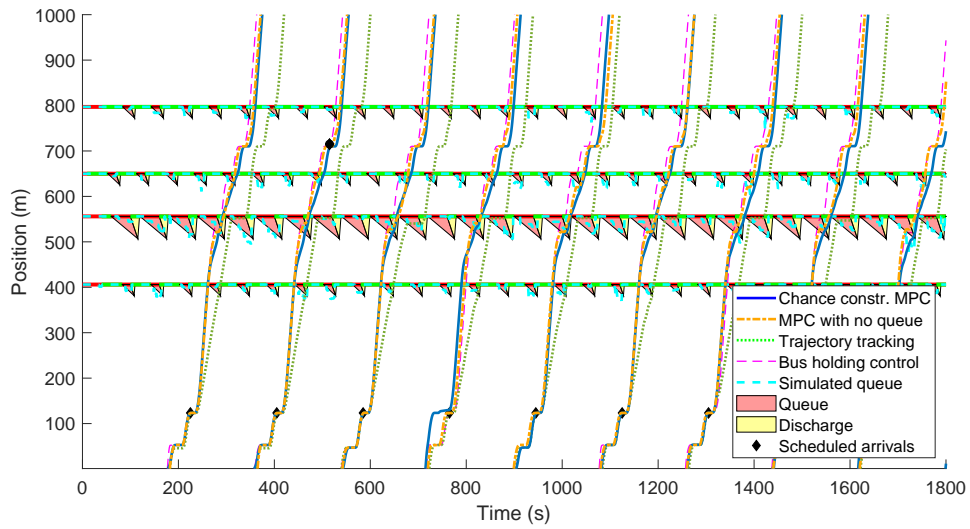 1000
900
800
700
600
500
400
300
200
100
Position (m)
0
200
400
600
800
1000
1200
1400
1600
1800
Time (s)
Chance constr. MPC
MPC with no queue
Trajectory tracking
Bus holding control
Simulated queue
Queue
Discharge
Scheduled arrivals